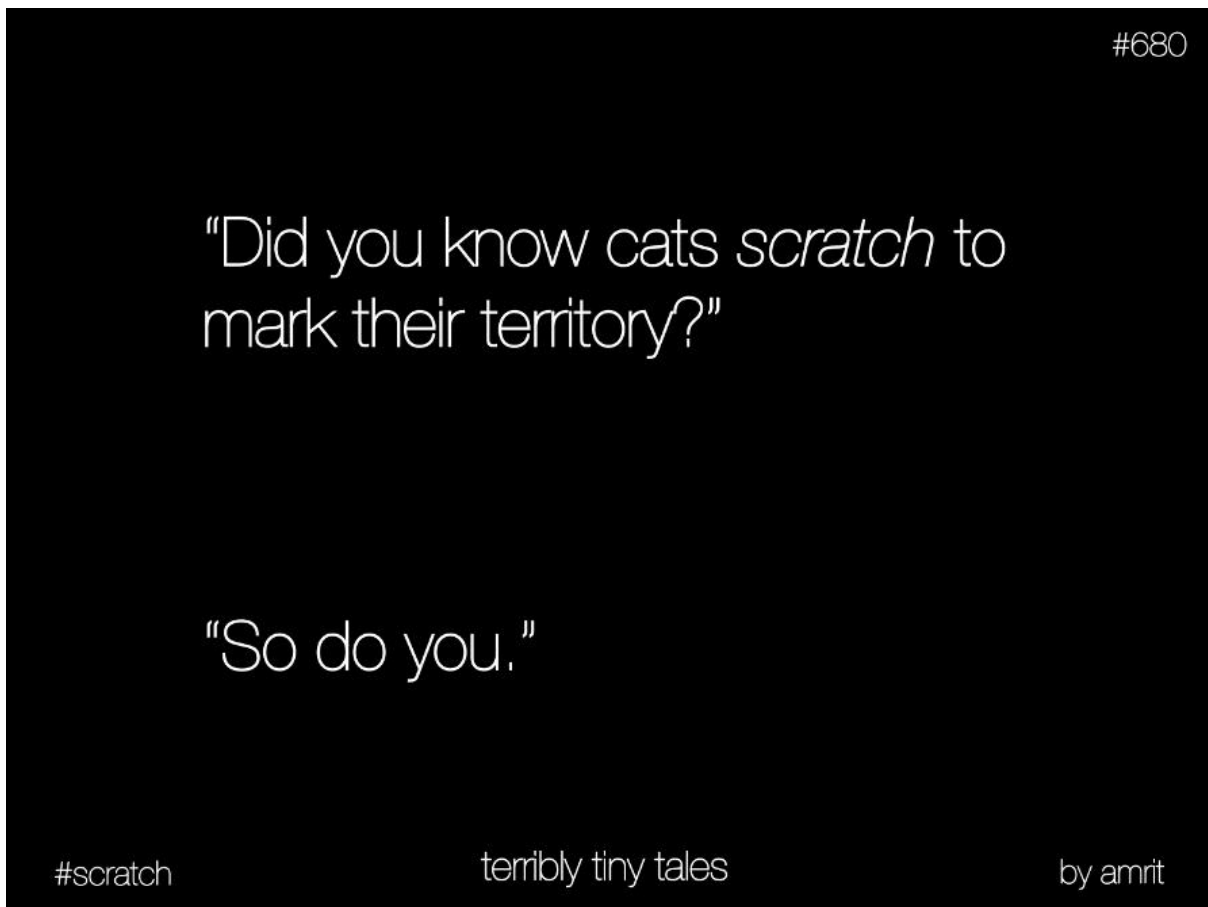 #680
“Did you know cats scratch to
mark their territory?”
“So do you.”
#scratch
terribly tiny tales
by amrit